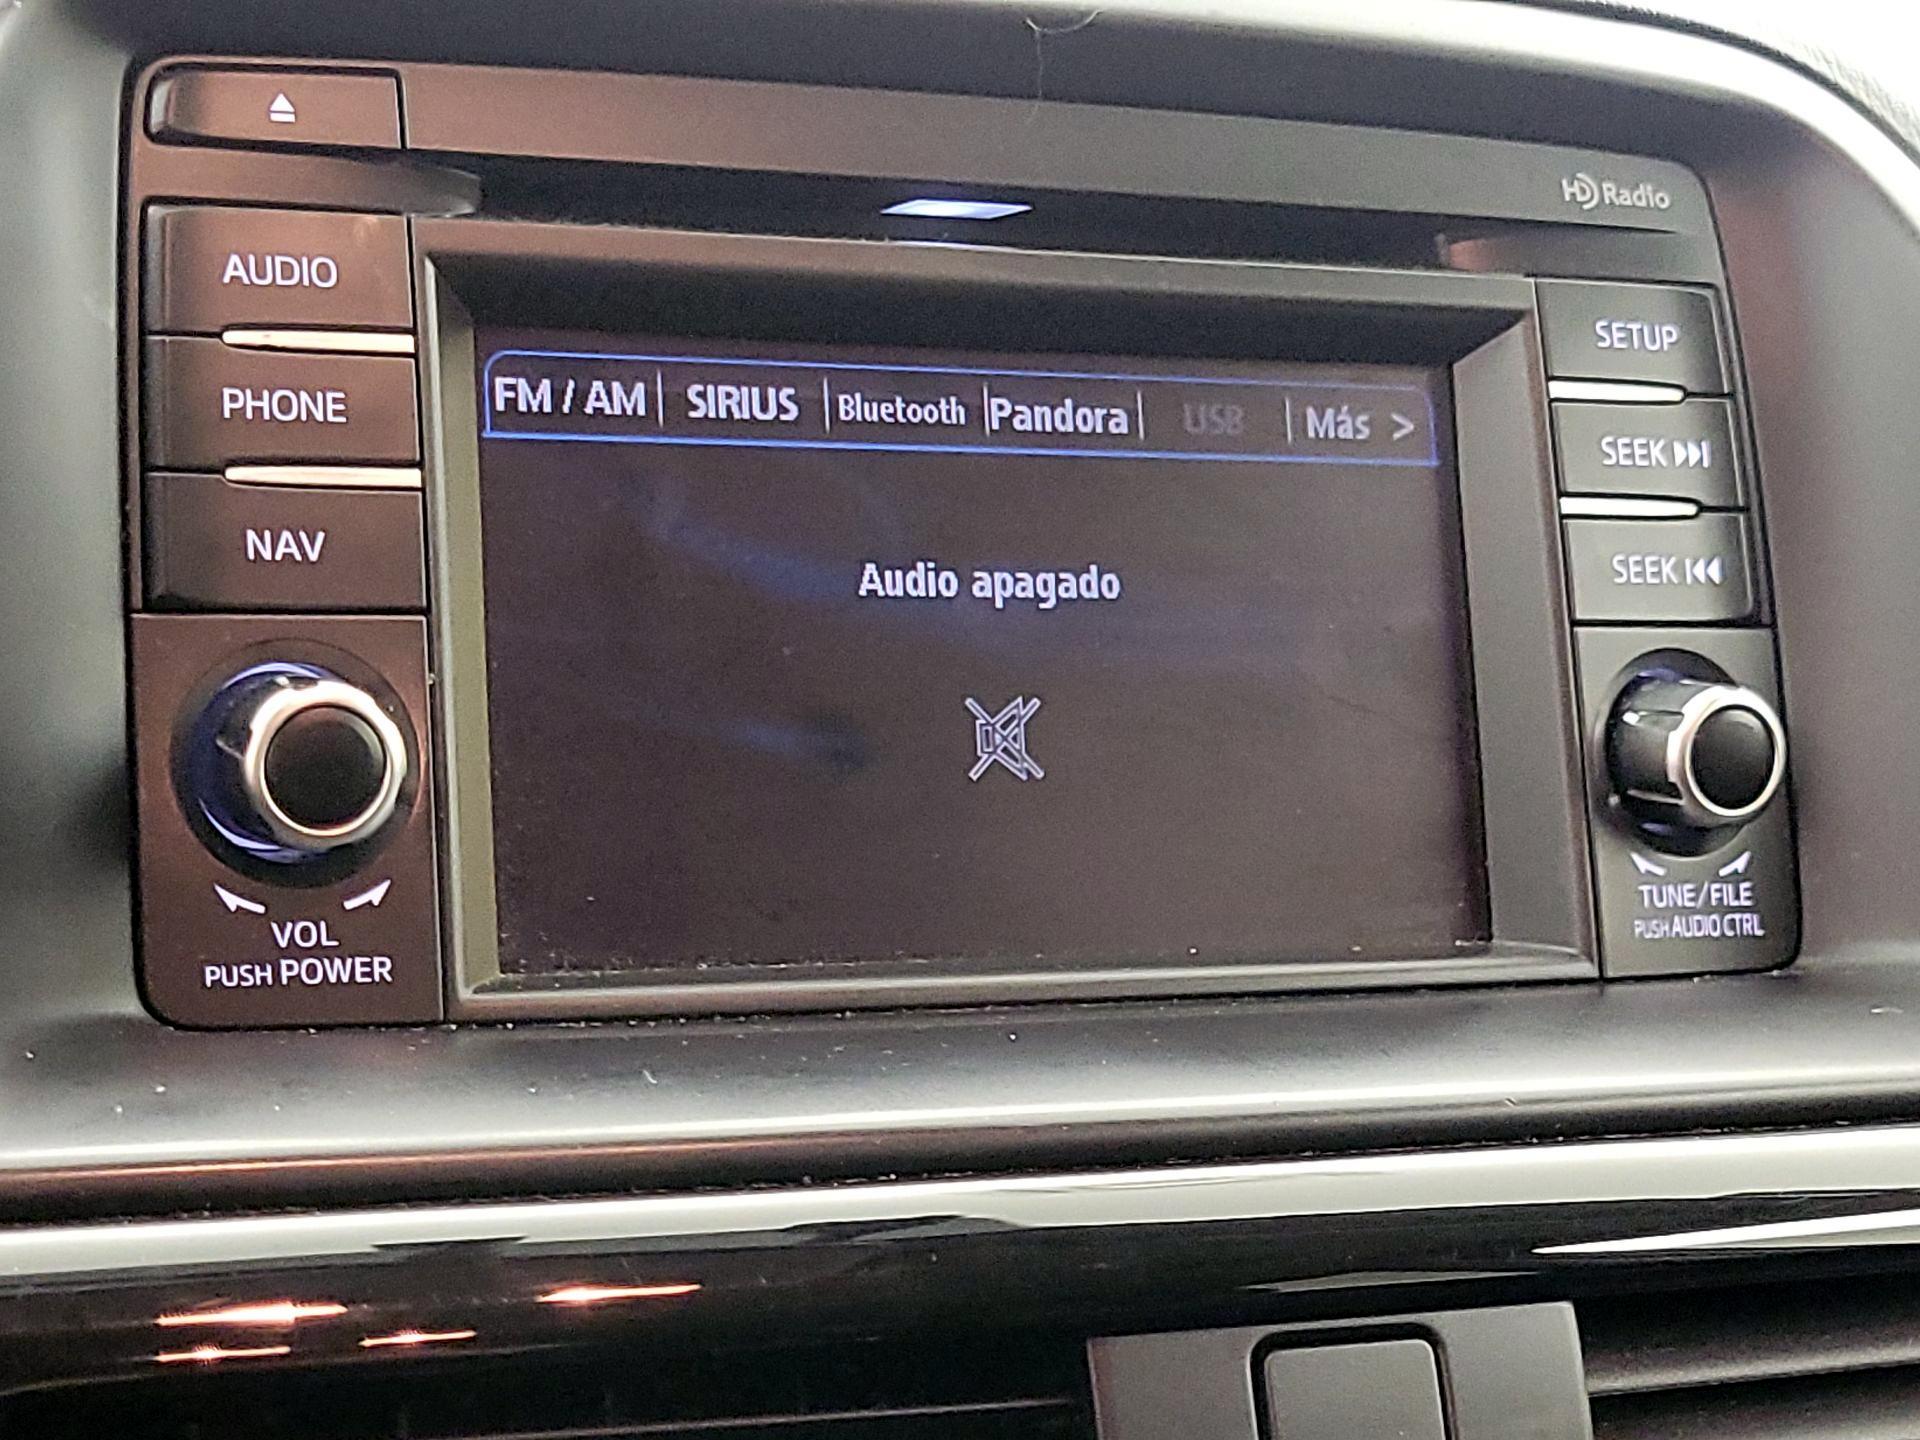 HD Radio
AUDIO
PHONE
NAV
VOL
PUSH POWER
FM / AM
SIRIUS
Bluetooth
Pandora
USB
Más >
Audio apagado
SETUP
SEEK
SEEK
TUNE/FILE
PUSH AUDIO CTRL